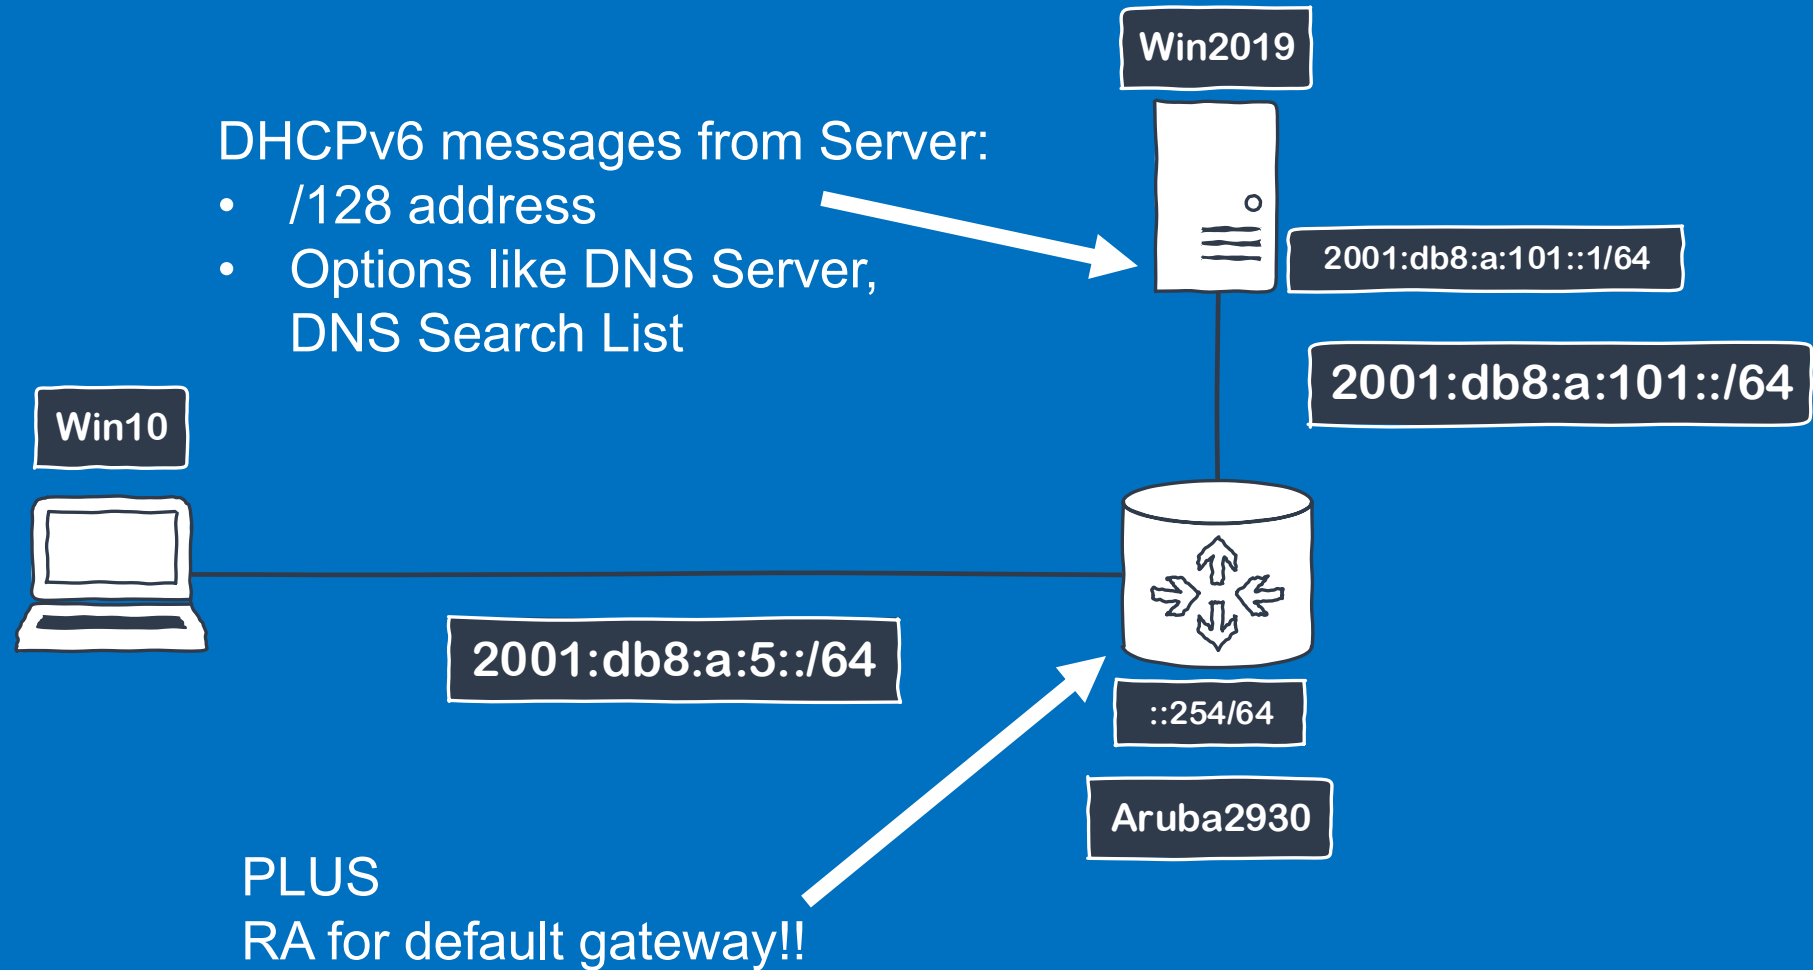 Win2019
DHCPv6 messages from Server:
• /128 address
• Options like DNS Server,
DNS Search List
2001:db8:a:101::1/64
2001:db8:a:101::/64
Win10
2001:db8:a:5::/64
::254/64
Aruba2930
PLUS
RA for default gateway!!